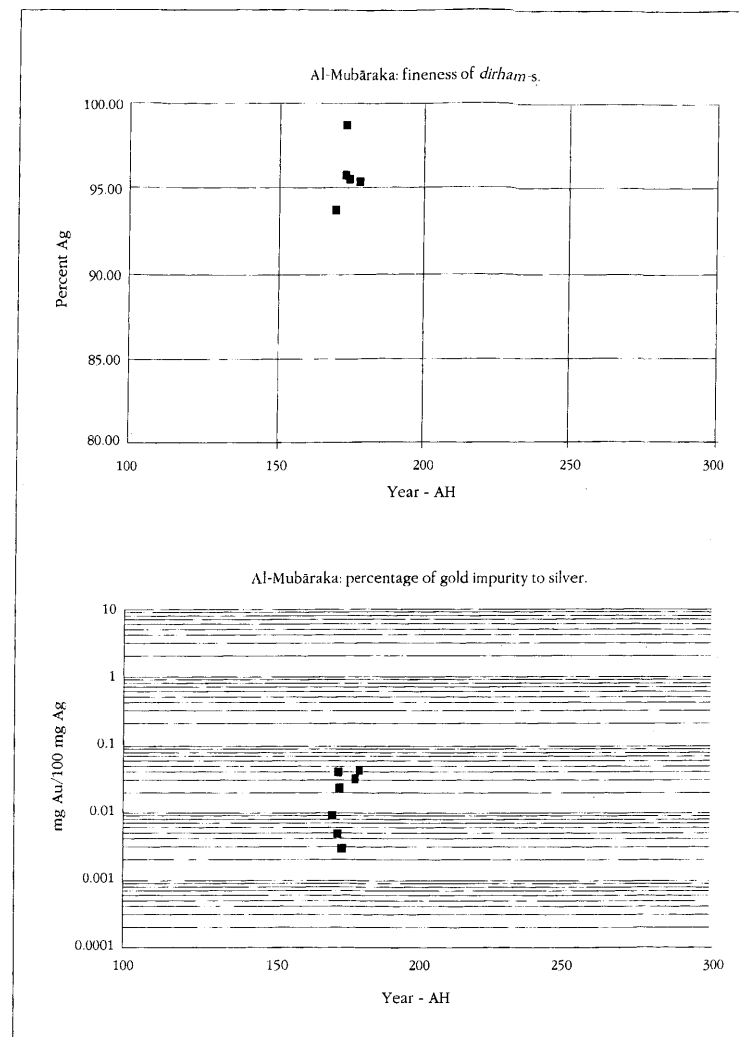 Al-Mubāraka: fineness of dirham-s.
100.00
95.00
90.00
85.00
80.00
Percent Ag
100 150 200 250 300
Year - AH
Al-Mubāraka: percentage of gold impurity to silver.
10
1
0.1
0.01
0.001
0.0001
mg Au/100 mg Ag
100 150 200 250 300
Year - AH